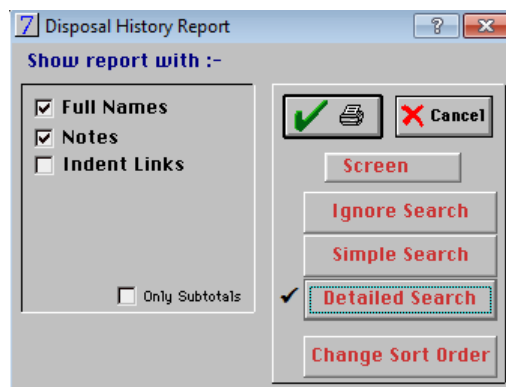 7 Disposal History Report ?
Show report with :-
Full Names
Notes
Indent Links
Only Subtotals
Cancel
Screen
Ignore Search
Simple Search
Detailed Search
Change Sort Order